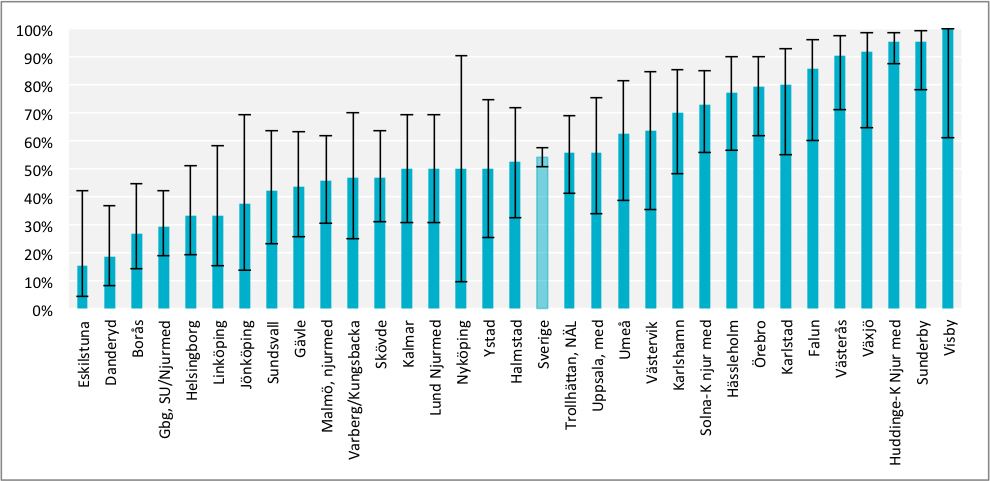 100%
90%
80%
70%
60%
50%
40%
30%
20%
10%
0%
Eskilstuna
Danderyd
Borås
Gbg, SU/Njurmed
Helsingborg
Linköping
Jönköping
Sundsvall
Gävle
Malmö, njurmed
Varberg/Kungsbacka
Skövde
Kalmar
Lund Njurmed
Nyköping
Ystad
Halmstad
Sverige
Trollhättan, NÄL
Uppsala, med
Umeå
Västervik
Karlshamn
Solna-K njur med
Hässleholm
Örebro
Karlstad
Falun
Västerås
Växjö
Huddinge-K Njur med
Sunderby
Visby